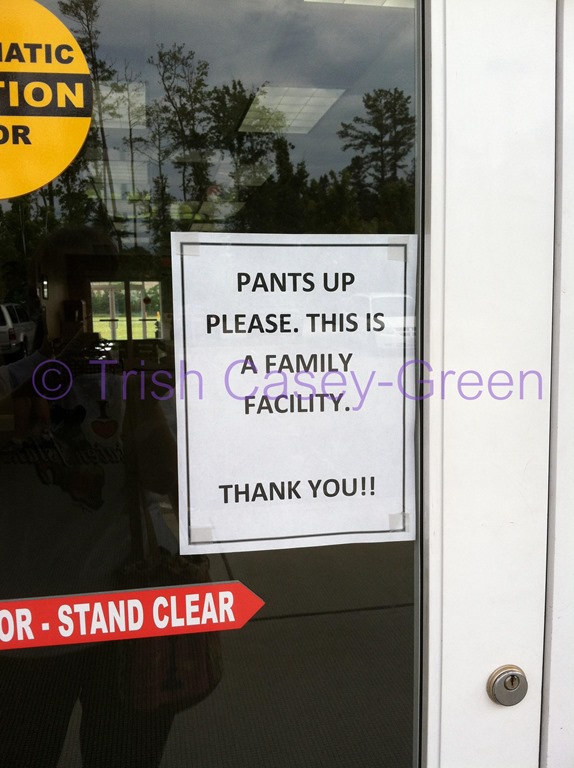 MATIC
TION
OR
PANTS UP
PLEASE. THIS IS
A FAMILY
© Trish Casey-Green
FACILITY.
THANK YOU!!
OR - STAND CLEAR